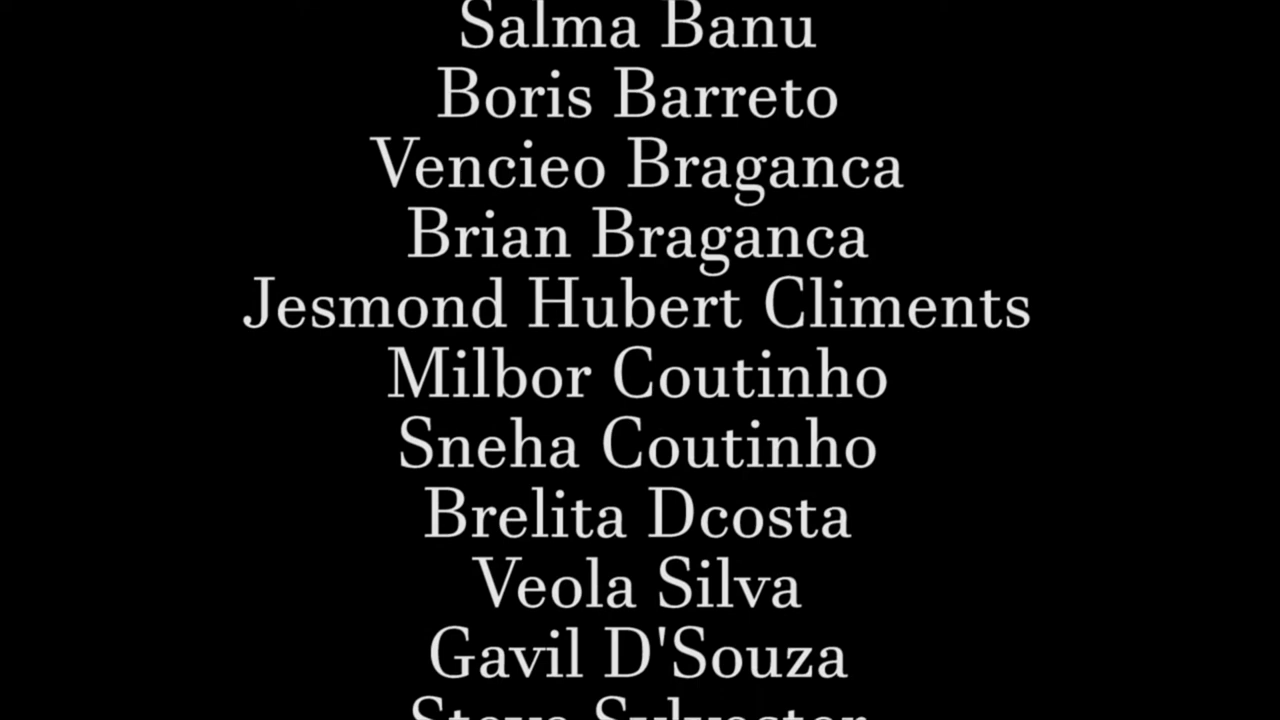 Salma Banu
Boris Barreto
Vencieo Braganca
Brian Braganca
Jesmond Hubert Climents
Milbor Coutinho
Sneha Coutinho
Brelita Dcosta
Veola Silva
Gavil D'Souza
Steve Sylvester